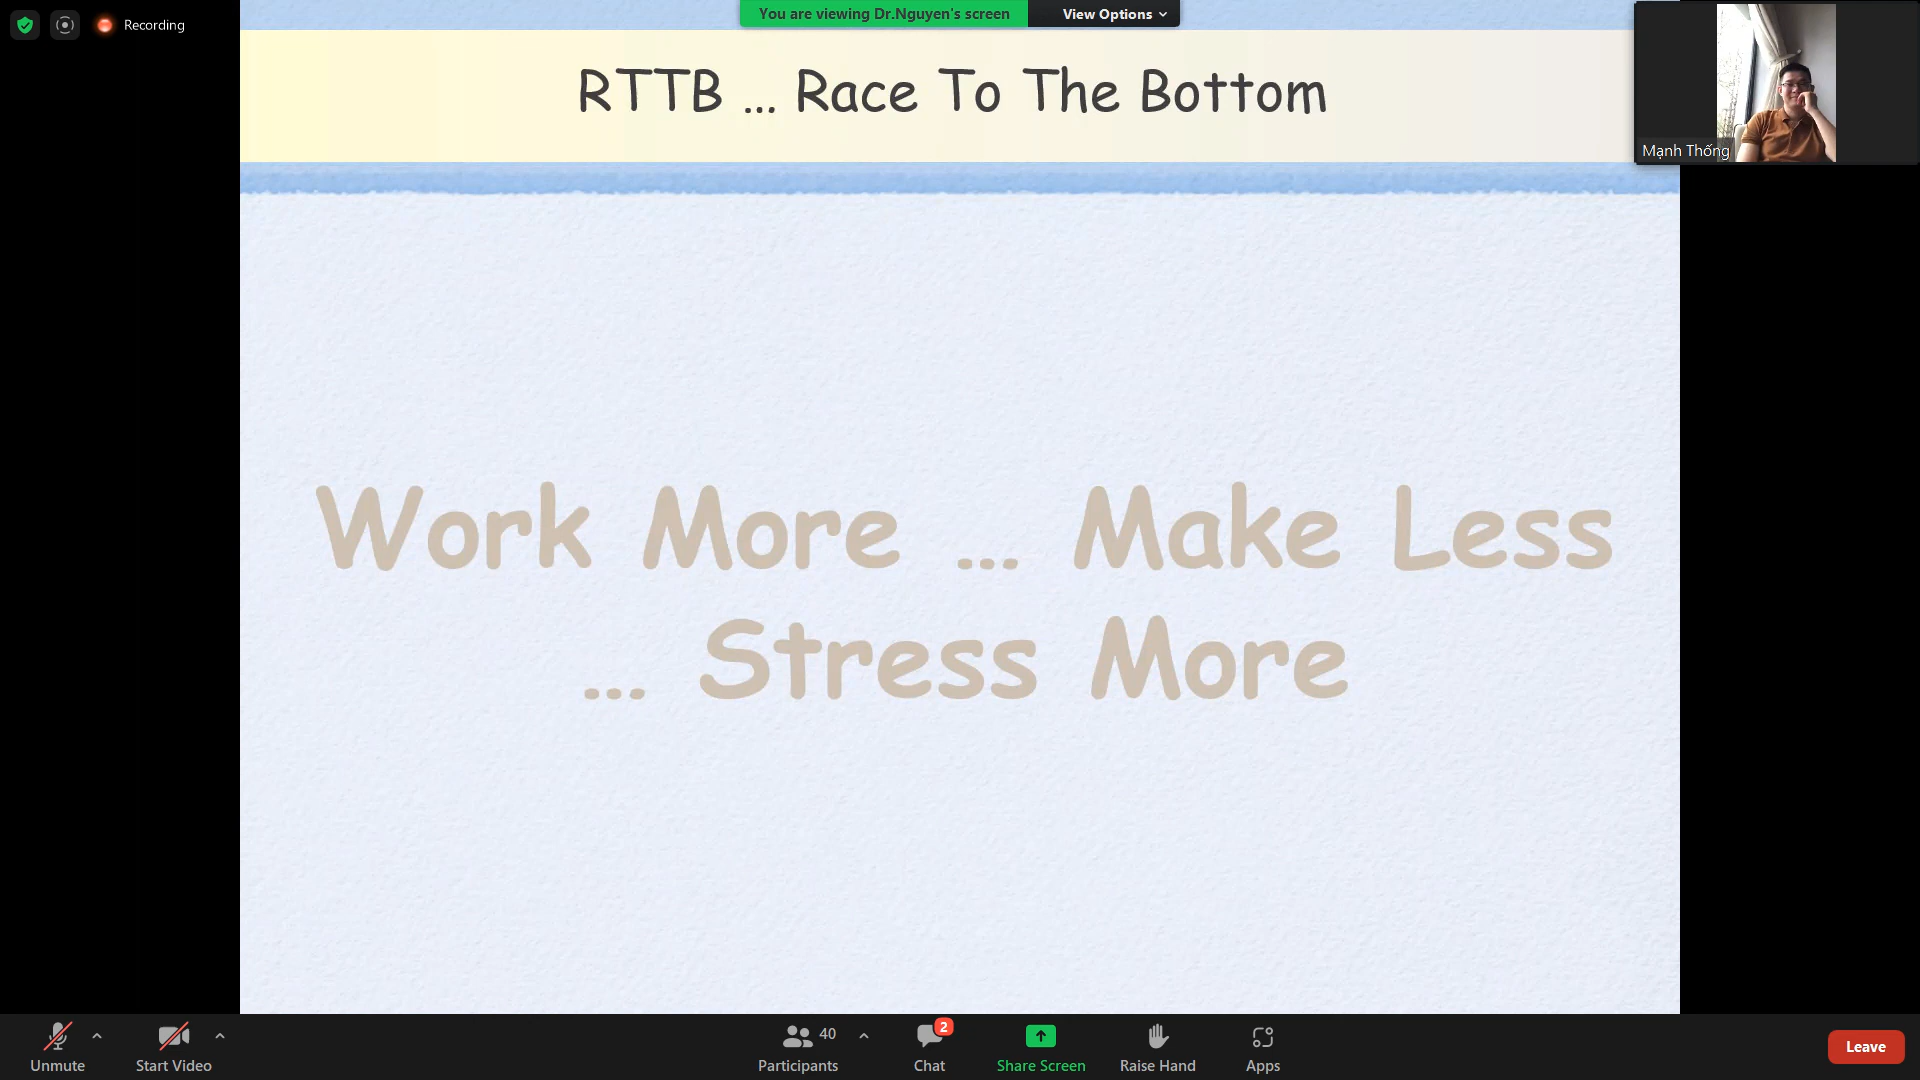 Recording
You are viewing Dr.Nguyen's screen
View Options
RTTB ... Race To The Bottom
Mạnh Thống
Work More ... Make Less
... Stress More
Unmute
Start Video
40
Participants
2
Chat
Share Screen
Raise Hand
Apps
Leave